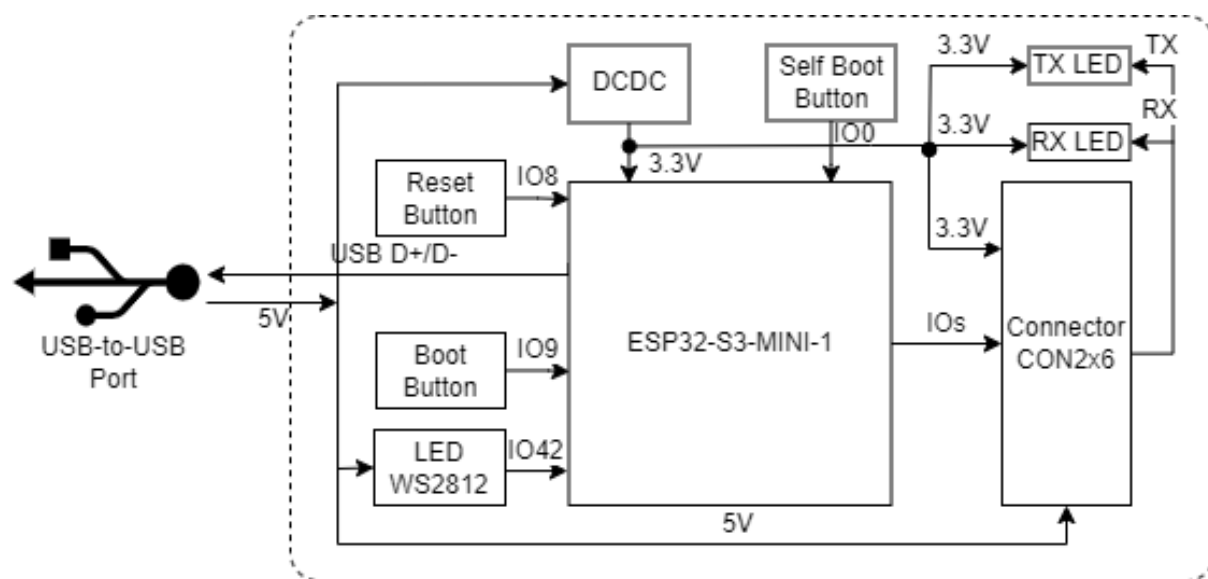 3.3V
TX
TX LED
DCDC
Self Boot
Button
RX
3.3V
RX LED
IO0
3.3V
Reset
Button
IO8
3.3V
USB D+/D-
5V
USB-to-USB
Port
ESP32-S3-MINI-1
IOs
Connector
CON2x6
Boot
Button
IO9
LED
WS2812
IO42
5V